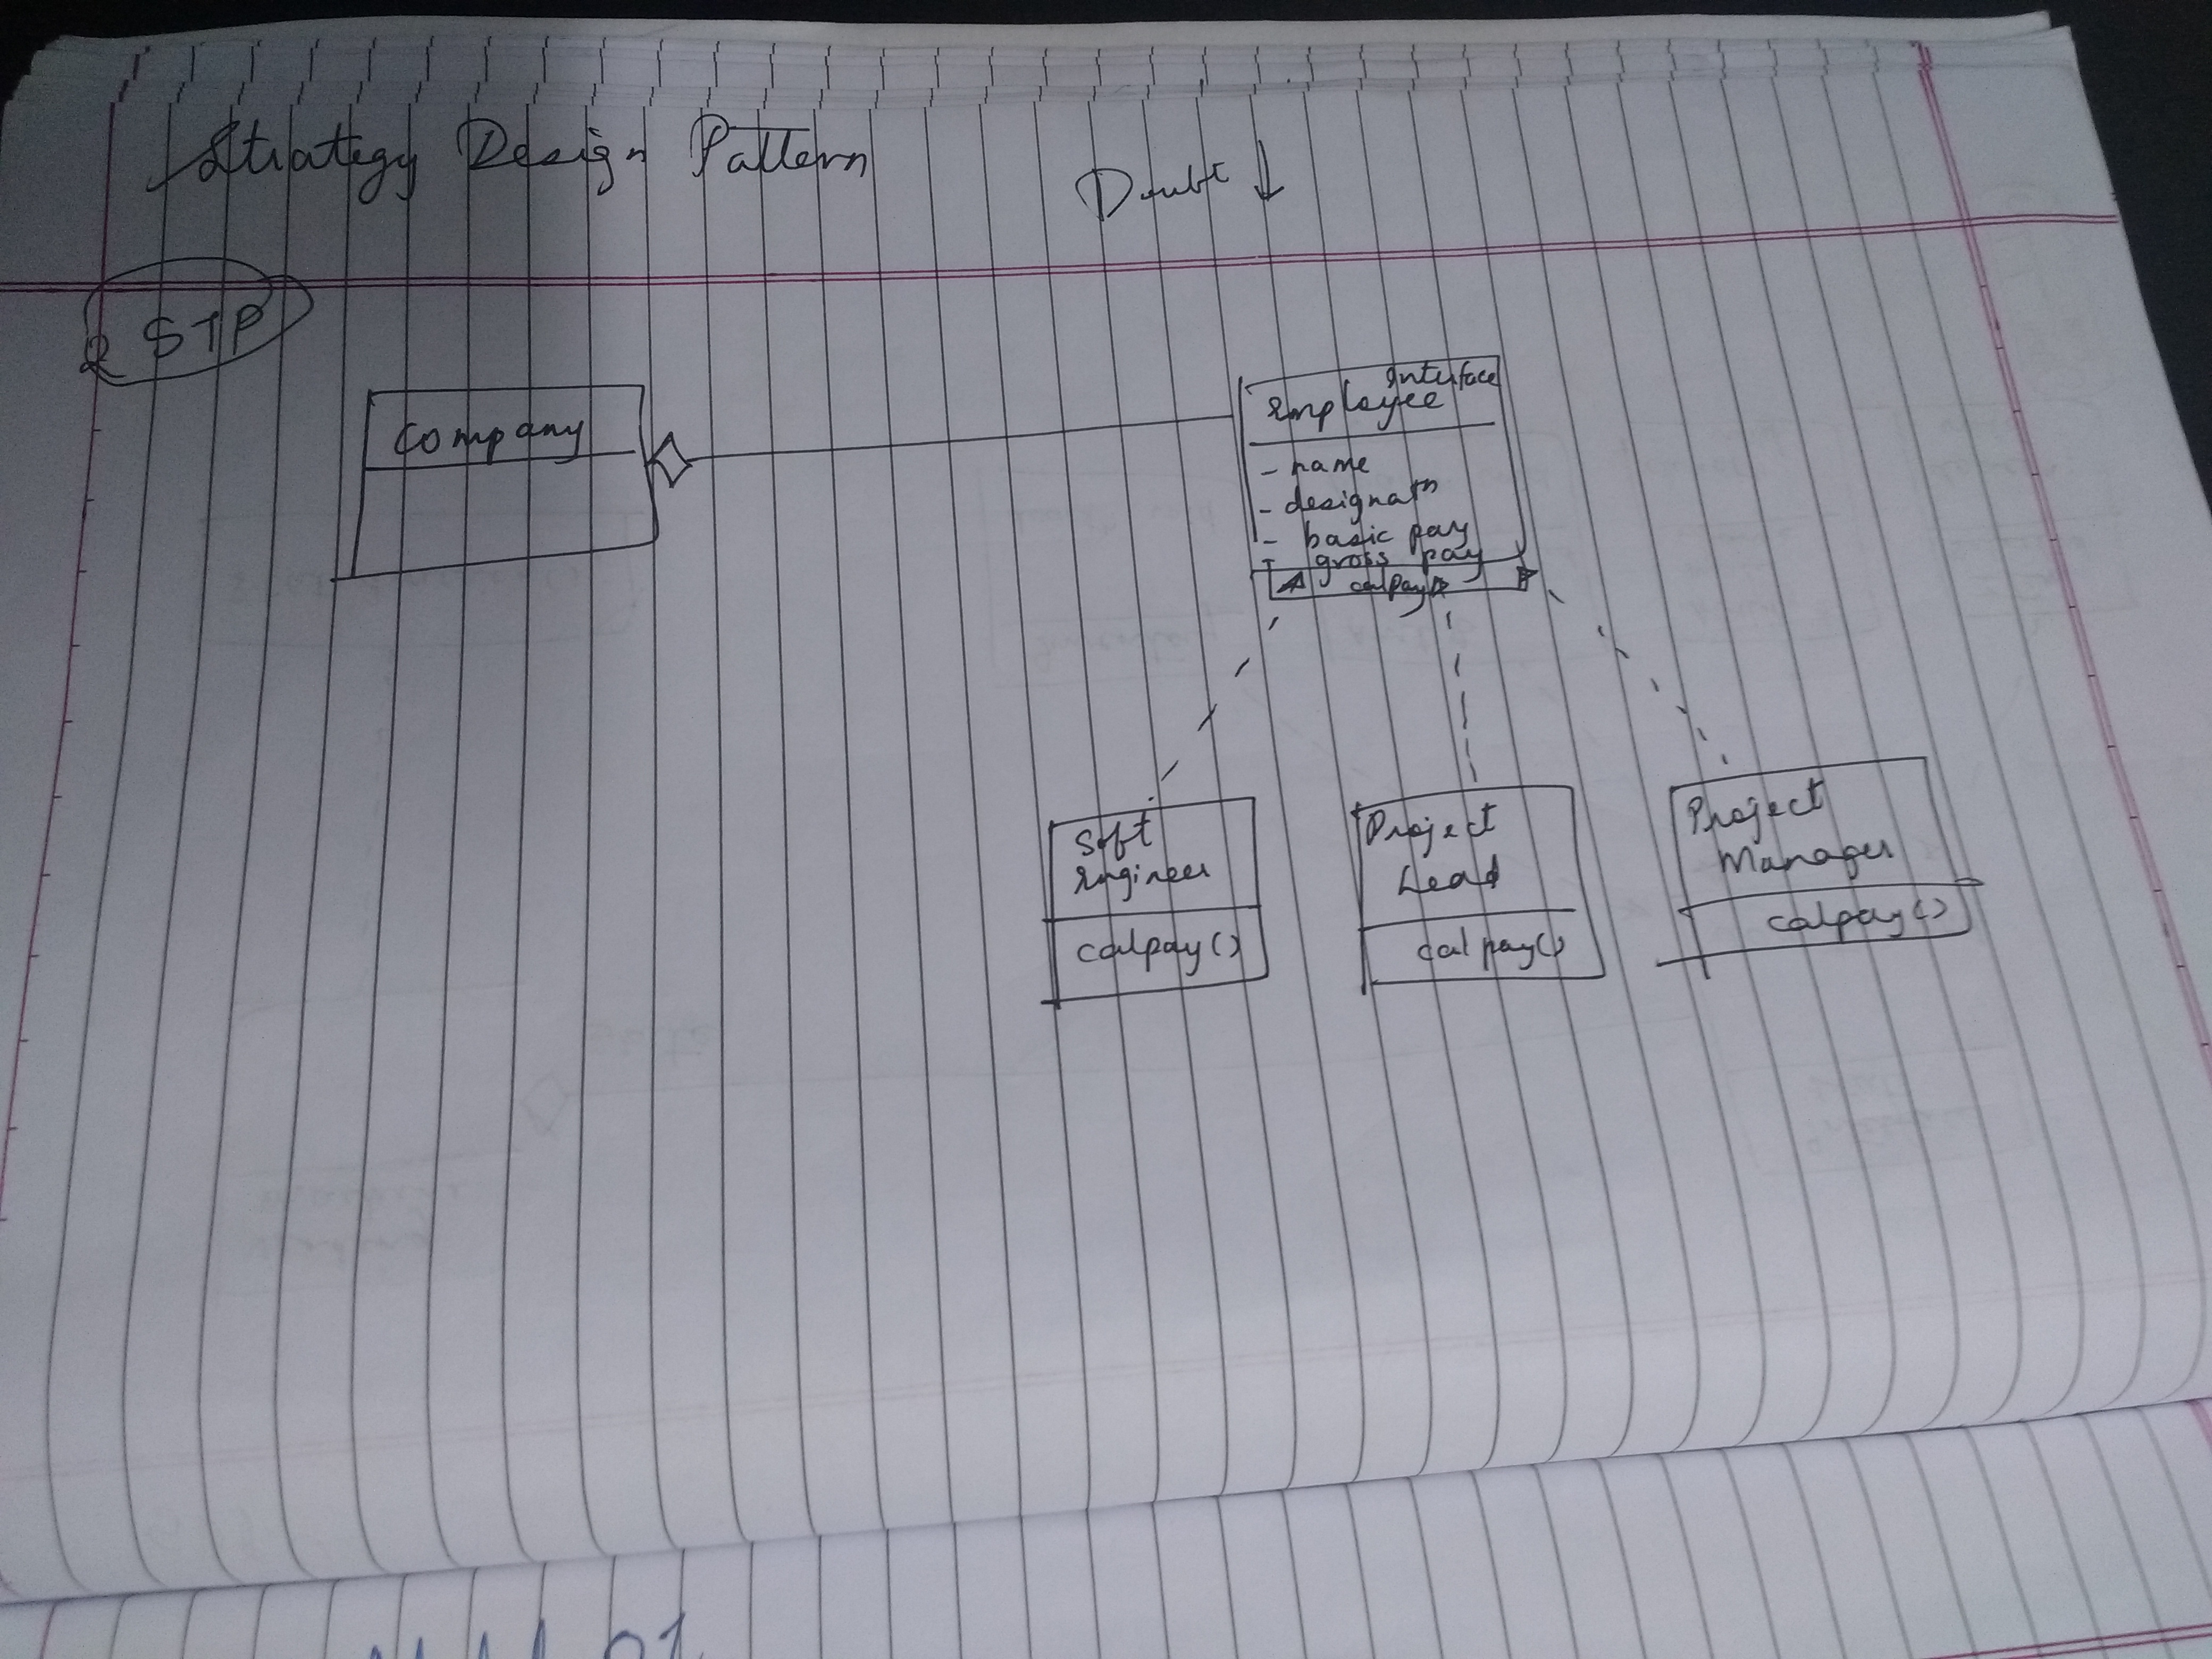 Strategy Design Pattern
Doubt ↓
2 STP
Company
Interface
Employee
- name
- designatn
- basic pay
- gross pay
calpay
Soft
Engineer
calpay()
Project
Lead
calpay()
Project
Manager
calpay()